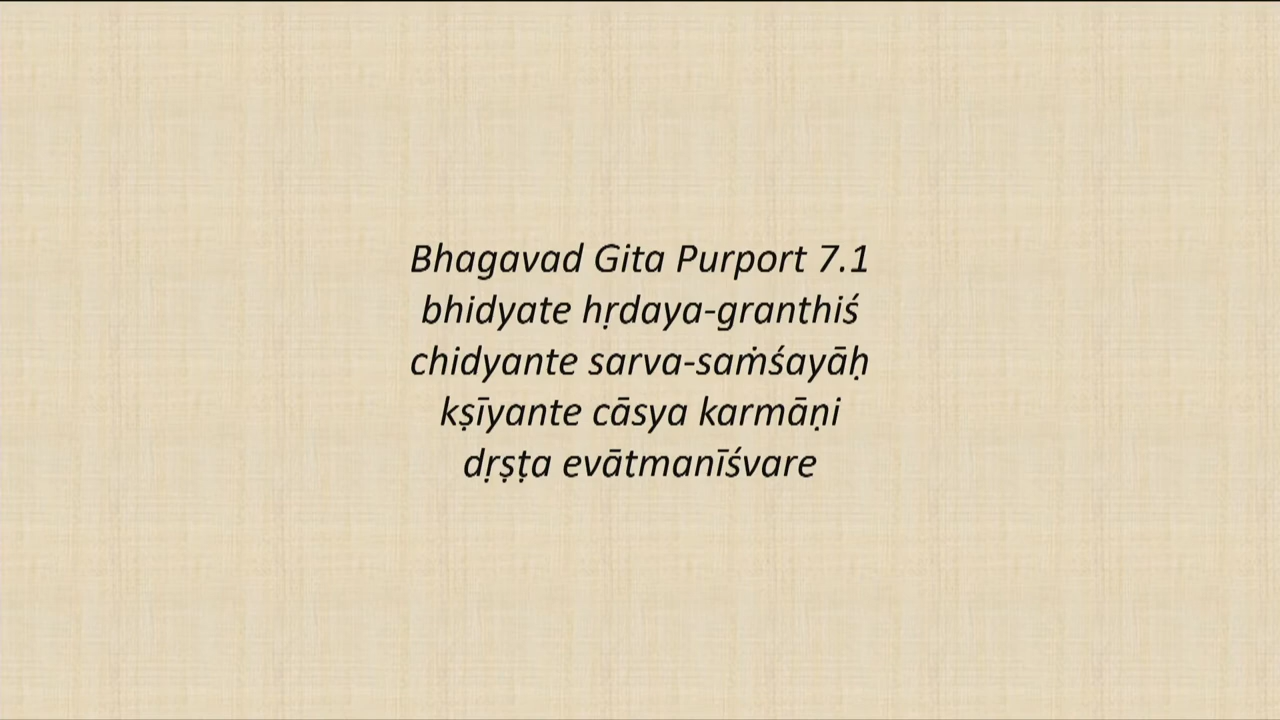 Bhagavad Gita Purport 7.1
bhidyate hṛdaya-granthiś
chidyante sarva-saṁśayāḥ
kṣīyante cāsya karmāṇi
dṛṣṭa evātmanīśvare